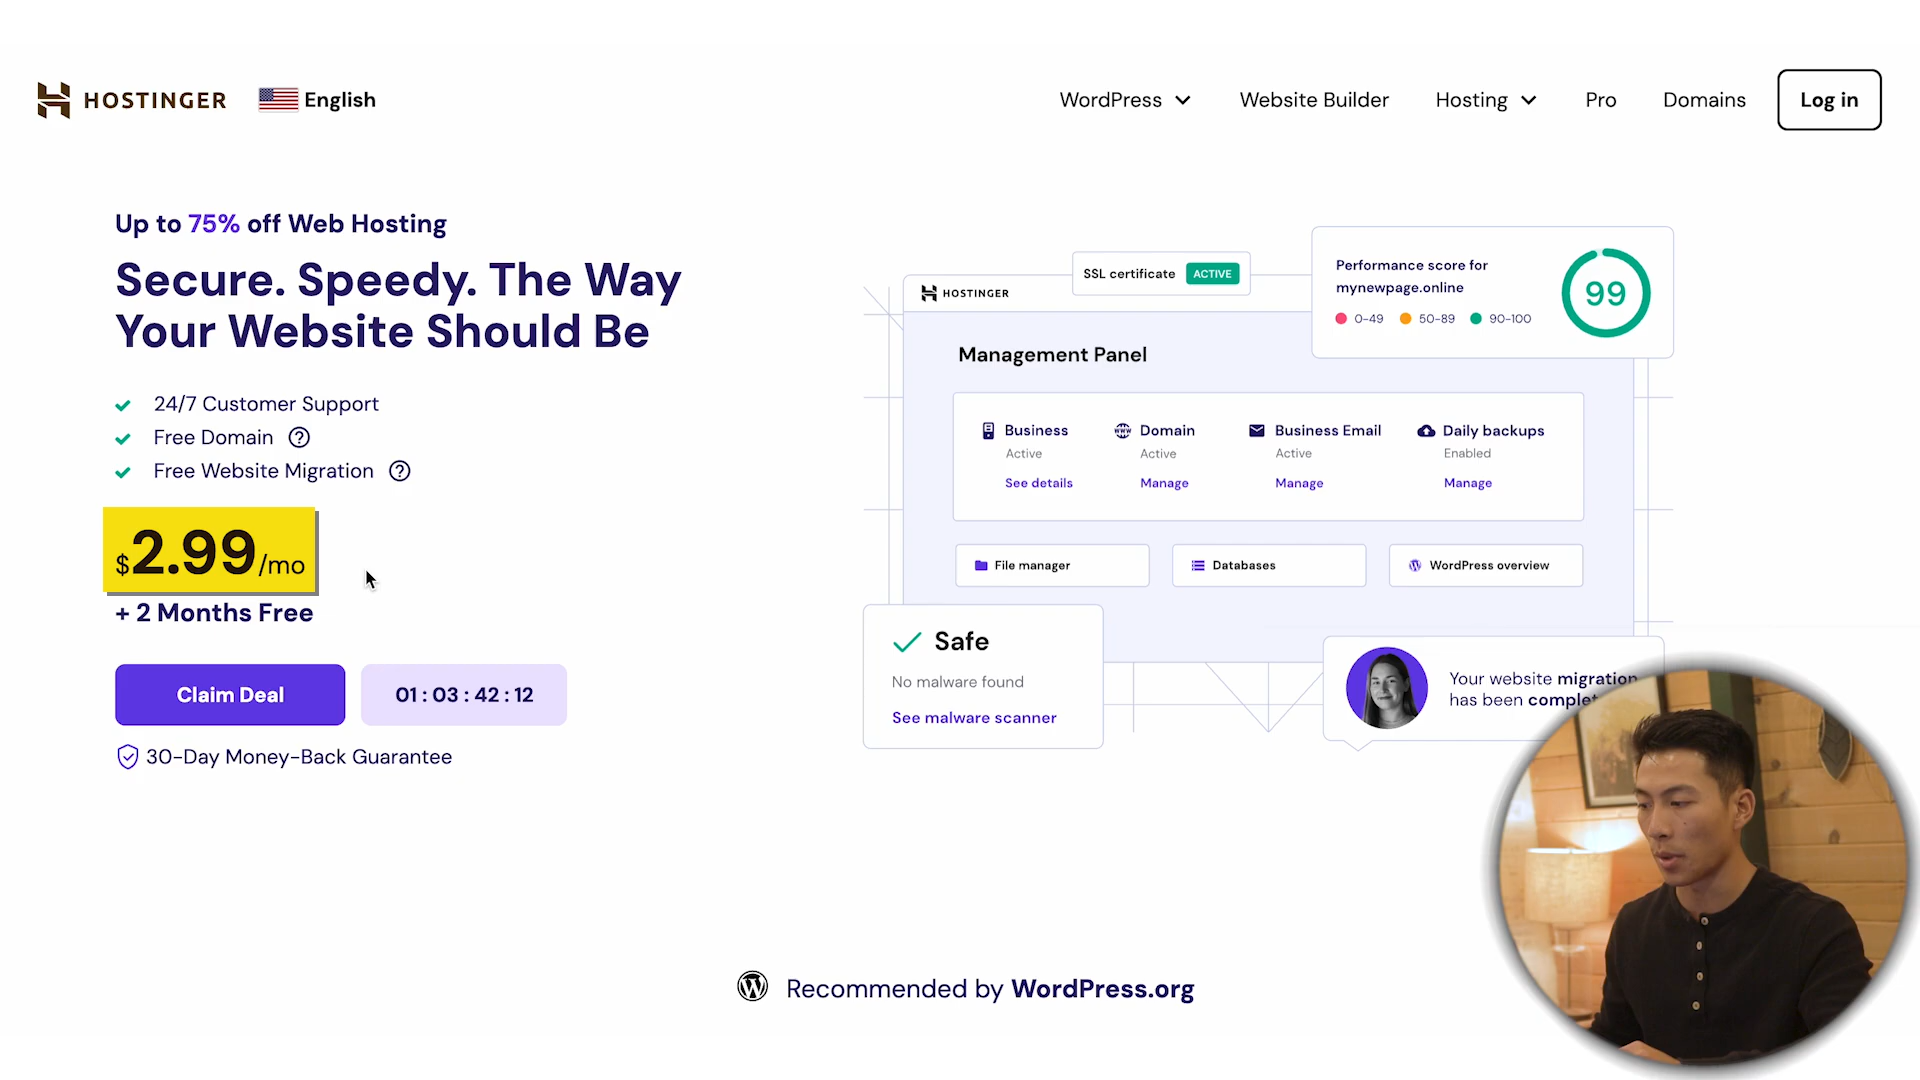 HOSTINGER
English
WordPress
Website Builder
Hosting
Pro
Domains
Log in
Up to 75% off Web Hosting
Secure. Speedy. The Way
Your Website Should Be
24/7 Customer Support
Free Domain ?
Free Website Migration ?
$2.99/mo
+ 2 Months Free
Claim Deal
01 : 03 : 42 : 12
30-Day Money-Back Guarantee
SSL certificate ACTIVE
HOSTINGER
Performance score for
mynewpage.online
0-49 50-89 90-100
99
Management Panel
Business
Active
See details
www
Domain
Active
Manage
Business Email
Active
Manage
Daily backups
Enabled
Manage
File manager
Databases
WordPress overview
Safe
No malware found
See malware scanner
Your website migration
has been
Recommended by WordPress.org